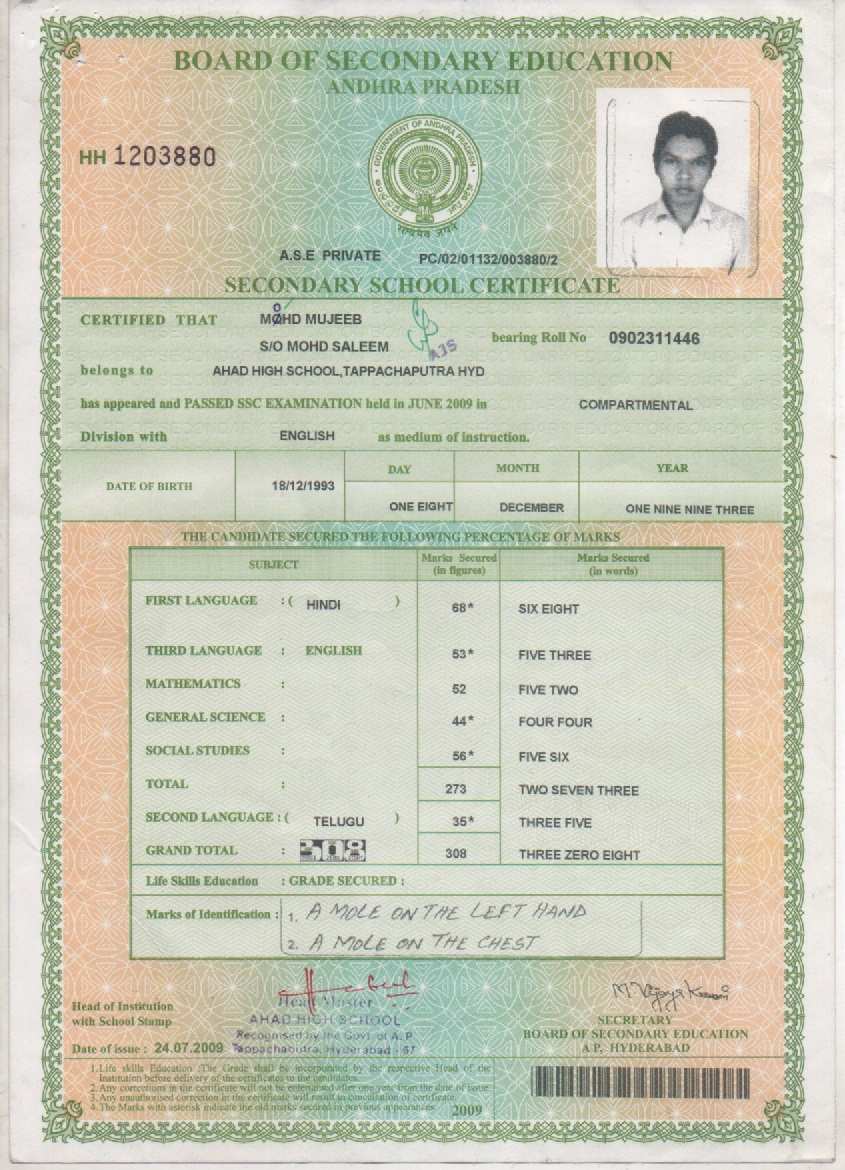 BOARD OF SECONDARY EDUCATION
ANDHRA PRADESH
HH 1203880
GOVERNMENT OF ANDHRA PRADESH
सत्यमेव जयते
A.S.E PRIVATE PC/02/01132/003880/2
SECONDARY SCHOOL CERTIFICATE
CERTIFIED THAT MOHD MUJEEB
S/O MOHD SALEEM bearing Roll No 0902311446
belongs to AHAD HIGH SCHOOL,TAPPACHAPUTRA HYD
has appeared and PASSED SSC EXAMINATION held in JUNE 2009 in COMPARTMENTAL
Division with ENGLISH as medium of instruction.
DATE OF BIRTH 18/12/1993 DAY MONTH YEAR
ONE EIGHT DECEMBER ONE NINE NINE THREE
THE CANDIDATE SECURED THE FOLLOWING PERCENTAGE OF MARKS
SUBJECT Marks Secured (in figures) Marks Secured (in words)
FIRST LANGUAGE : ( HINDI ) 68* SIX EIGHT
THIRD LANGUAGE : ENGLISH 53* FIVE THREE
MATHEMATICS : 52 FIVE TWO
GENERAL SCIENCE : 44* FOUR FOUR
SOCIAL STUDIES : 56* FIVE SIX
TOTAL : 273 TWO SEVEN THREE
SECOND LANGUAGE : ( TELUGU ) 35* THREE FIVE
GRAND TOTAL : 308 308 THREE ZERO EIGHT
Life Skills Education : GRADE SECURED :
Marks of Identification : 1. A MOLE ON THE LEFT HAND
2. A MOLE ON THE CHEST
Head Master
Head of Institution
with School Stamp
AHAD HIGH SCHOOL
Recognised by the Govt. of A.P
Tappachabutra, Hyderabad - 67
Date of issue : 24.07.2009
SECRETARY
BOARD OF SECONDARY EDUCATION
A.P. HYDERABAD
1.Life skills Education :The Grade shall be incorporated by the respective Head of the
Institution before delivery of the certificates to the candidates.
2.Any corrections in the certificate will not be entertained after one year from the date of issue
3.Any unauthorised correction in the certificate will result in cancellation of certificate.
4.The Marks with asterisk indicate the old marks secured in previous appearances.
2009